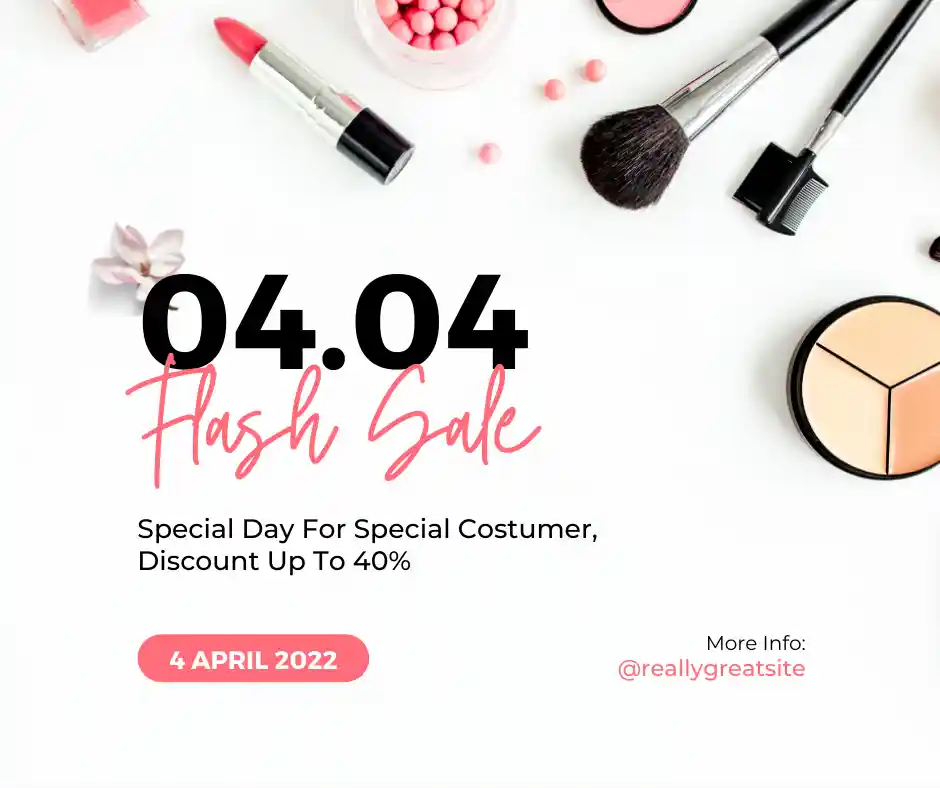 04.04
Flash Sale
Special Day For Special Costumer,
Discount Up To 40%
4 APRIL 2022
More Info:
@reallygreatsite